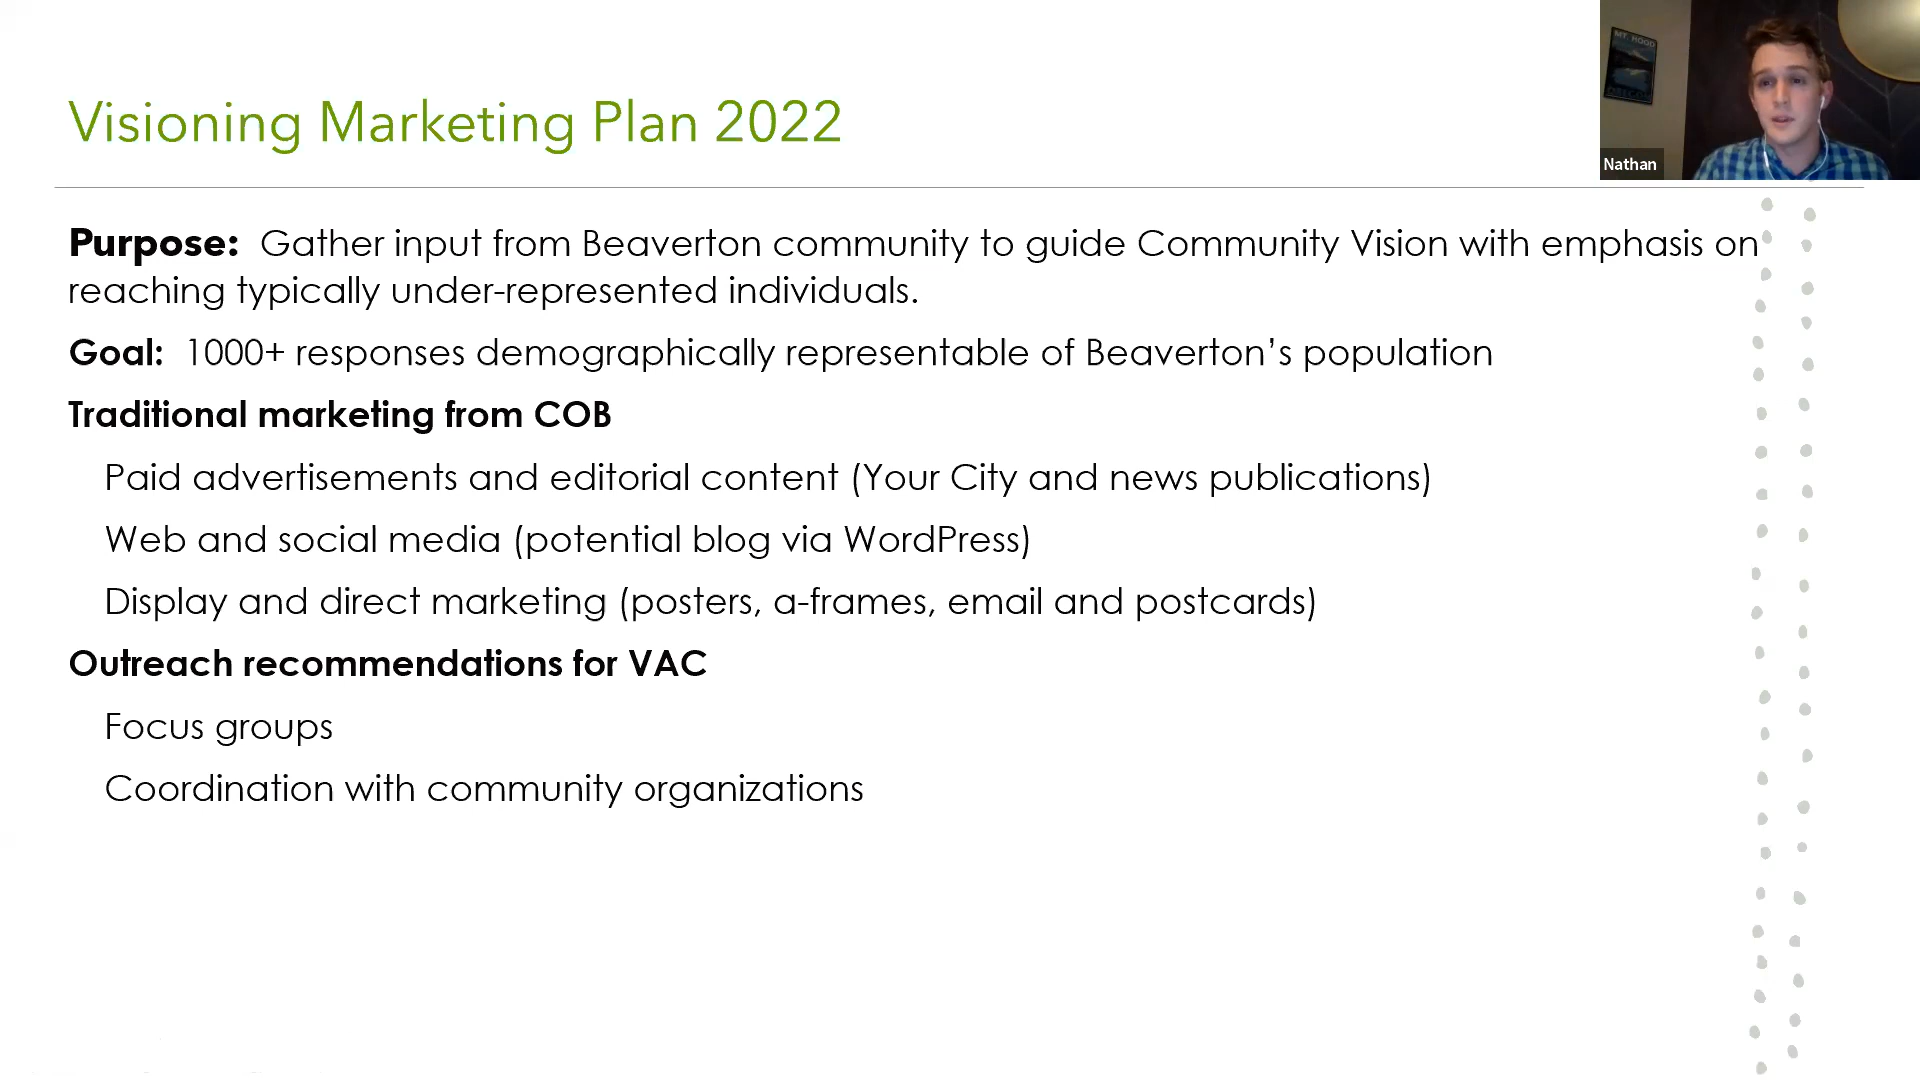 Visioning Marketing Plan 2022
MT. HOOD
OREGON
Nathan
Purpose: Gather input from Beaverton community to guide Community Vision with emphasis on
reaching typically under-represented individuals.
Goal: 1000+ responses demographically representable of Beaverton’s population
Traditional marketing from COB
Paid advertisements and editorial content (Your City and news publications)
Web and social media (potential blog via WordPress)
Display and direct marketing (posters, a-frames, email and postcards)
Outreach recommendations for VAC
Focus groups
Coordination with community organizations